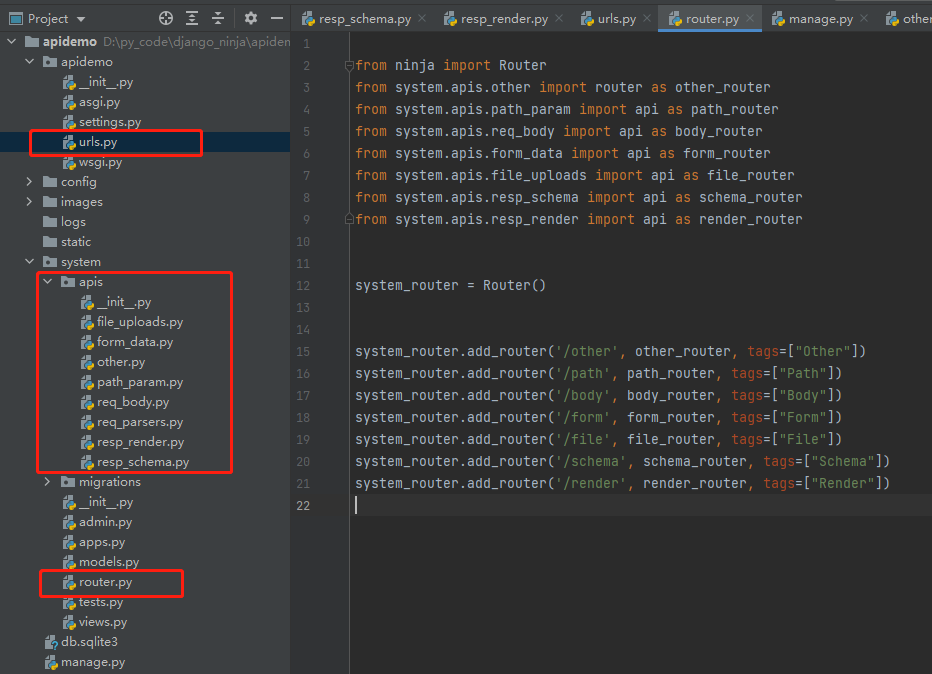 Project
resp_schema.py
resp_render.py
urls.py
router.py
manage.py
other
apidemo D:\py_code\django_ninja\apiden
apidemo
__init__.py
asgi.py
settings.py
urls.py
wsgi.py
config
images
logs
static
system
apis
__init__.py
file_uploads.py
form_data.py
other.py
path_param.py
req_body.py
req_parsers.py
resp_render.py
resp_schema.py
migrations
__init__.py
admin.py
apps.py
models.py
router.py
tests.py
views.py
db.sqlite3
manage.py
1
2 from ninja import Router
3 from system.apis.other import router as other_router
4 from system.apis.path_param import api as path_router
5 from system.apis.req_body import api as body_router
6 from system.apis.form_data import api as form_router
7 from system.apis.file_uploads import api as file_router
8 from system.apis.resp_schema import api as schema_router
9 from system.apis.resp_render import api as render_router
10
11
12 system_router = Router()
13
14
15 system_router.add_router('/other', other_router, tags=["Other"])
16 system_router.add_router('/path', path_router, tags=["Path"])
17 system_router.add_router('/body', body_router, tags=["Body"])
18 system_router.add_router('/form', form_router, tags=["Form"])
19 system_router.add_router('/file', file_router, tags=["File"])
20 system_router.add_router('/schema', schema_router, tags=["Schema"])
21 system_router.add_router('/render', render_router, tags=["Render"])
22